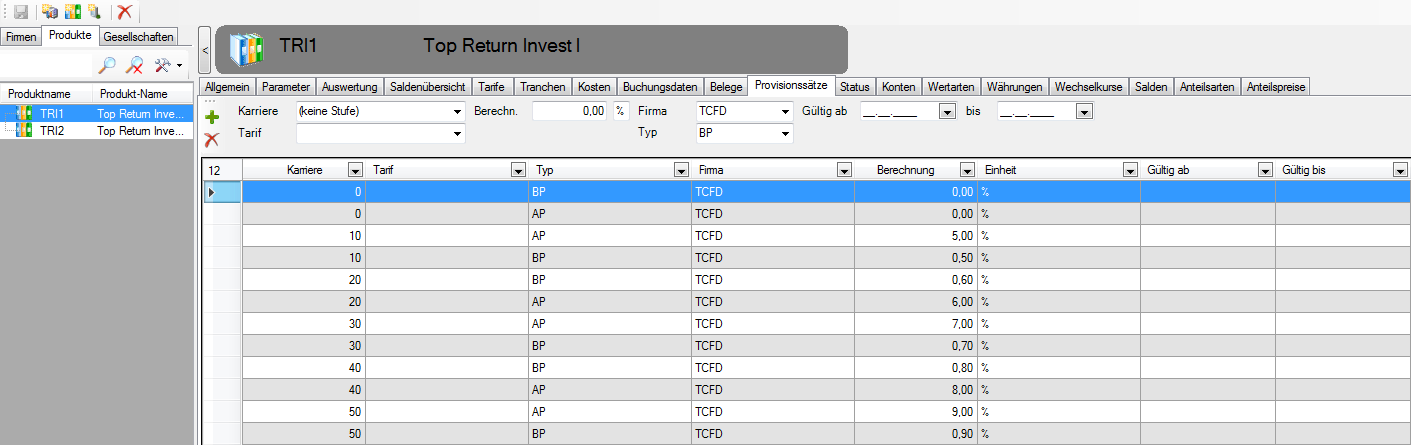 Firmen Produkte Gesellschaften
Produktname Produkt-Name
TRI1 Top Return Inve...
TRI2 Top Return Inve...
< TRI1 Top Return Invest I
Allgemein Parameter Auswertung Saldenübersicht Tarife Tranchen Kosten Buchungsdaten Belege Provisionssätze Status Konten Wertarten Währungen Wechselkurse Salden Anteilsarten Anteilspreise
Karriere (keine Stufe) Berechn. 0,00 % Firma TCFD Gültig ab __.__.____ bis __.__.____
Tarif Typ BP
12 Karriere Tarif Typ Firma Berechnung Einheit Gültig ab Gültig bis
0 BP TCFD 0,00 %
0 AP TCFD 0,00 %
10 AP TCFD 5,00 %
10 BP TCFD 0,50 %
20 BP TCFD 0,60 %
20 AP TCFD 6,00 %
30 AP TCFD 7,00 %
30 BP TCFD 0,70 %
40 BP TCFD 0,80 %
40 AP TCFD 8,00 %
50 AP TCFD 9,00 %
50 BP TCFD 0,90 %